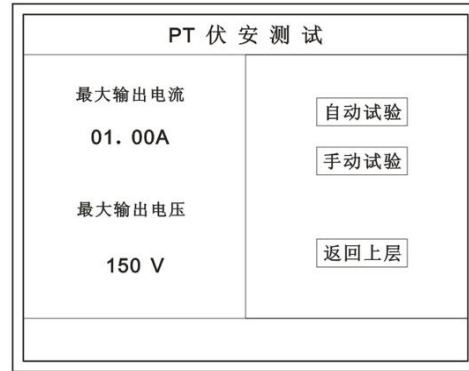 PT 伏 安 测 试
最大输出电流
01. 00A
最大输出电压
150 V
自动试验
手动试验
返回上层